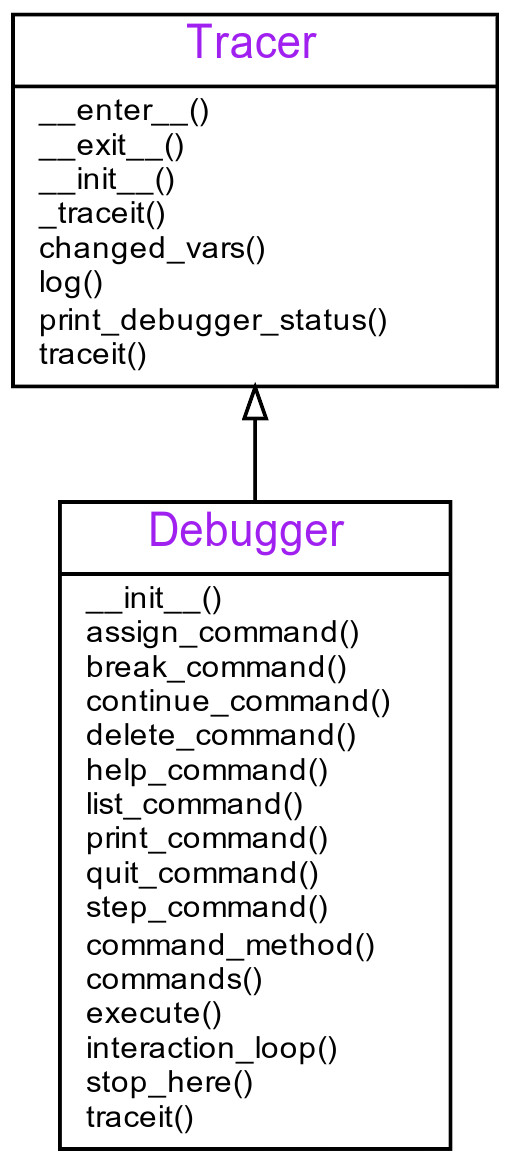 Tracer
__enter__()
__exit__()
__init__()
_traceit()
changed_vars()
log()
print_debugger_status()
traceit()
Debugger
__init__()
assign_command()
break_command()
continue_command()
delete_command()
help_command()
list_command()
print_command()
quit_command()
step_command()
command_method()
commands()
execute()
interaction_loop()
stop_here()
traceit()